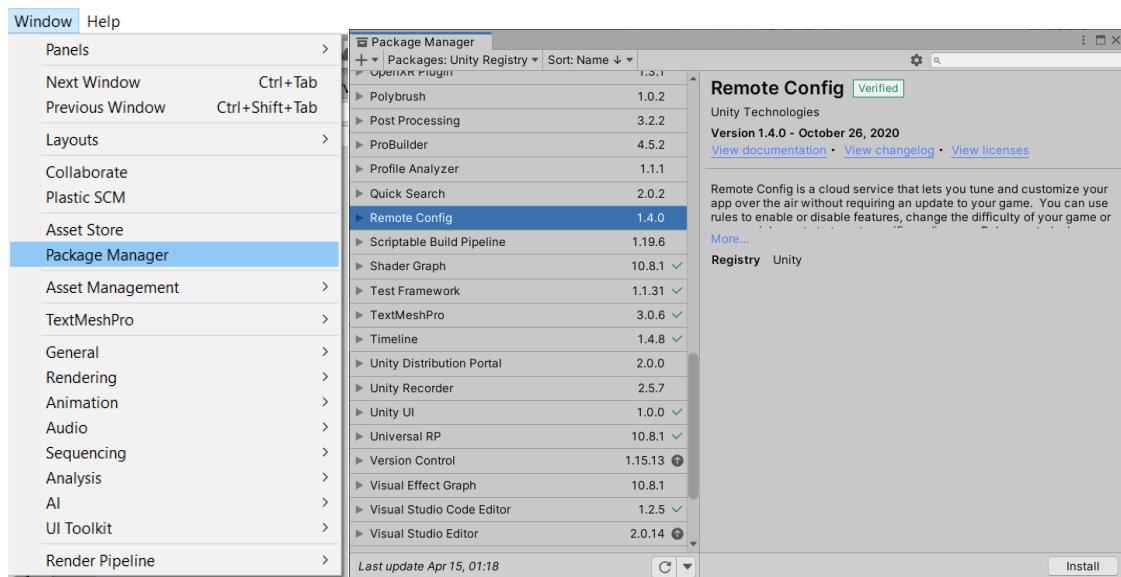 Window Help
Panels
Next Window Ctrl+Tab
Previous Window Ctrl+Shift+Tab
Layouts
Collaborate
Plastic SCM
Asset Store
Package Manager
Asset Management
TextMeshPro
General
Rendering
Animation
Audio
Sequencing
Analysis
AI
UI Toolkit
Render Pipeline
Package Manager
+ Packages: Unity Registry Sort: Name ↓
OpenXR Plugin 1.3.1
Polybrush 1.0.2
Post Processing 3.2.2
ProBuilder 4.5.2
Profile Analyzer 1.1.1
Quick Search 2.0.2
Remote Config 1.4.0
Scriptable Build Pipeline 1.19.6
Shader Graph 10.8.1
Test Framework 1.1.31
TextMeshPro 3.0.6
Timeline 1.4.8
Unity Distribution Portal 2.0.0
Unity Recorder 2.5.7
Unity UI 1.0.0
Universal RP 10.8.1
Version Control 1.15.13
Visual Effect Graph 10.8.1
Visual Studio Code Editor 1.2.5
Visual Studio Editor 2.0.14
Last update Apr 15, 01:18
Remote Config Verified
Unity Technologies
Version 1.4.0 - October 26, 2020
View documentation • View changelog • View licenses
Remote Config is a cloud service that lets you tune and customize your
app over the air without requiring an update to your game. You can use
rules to enable or disable features, change the difficulty of your game or
More...
Registry Unity
Install